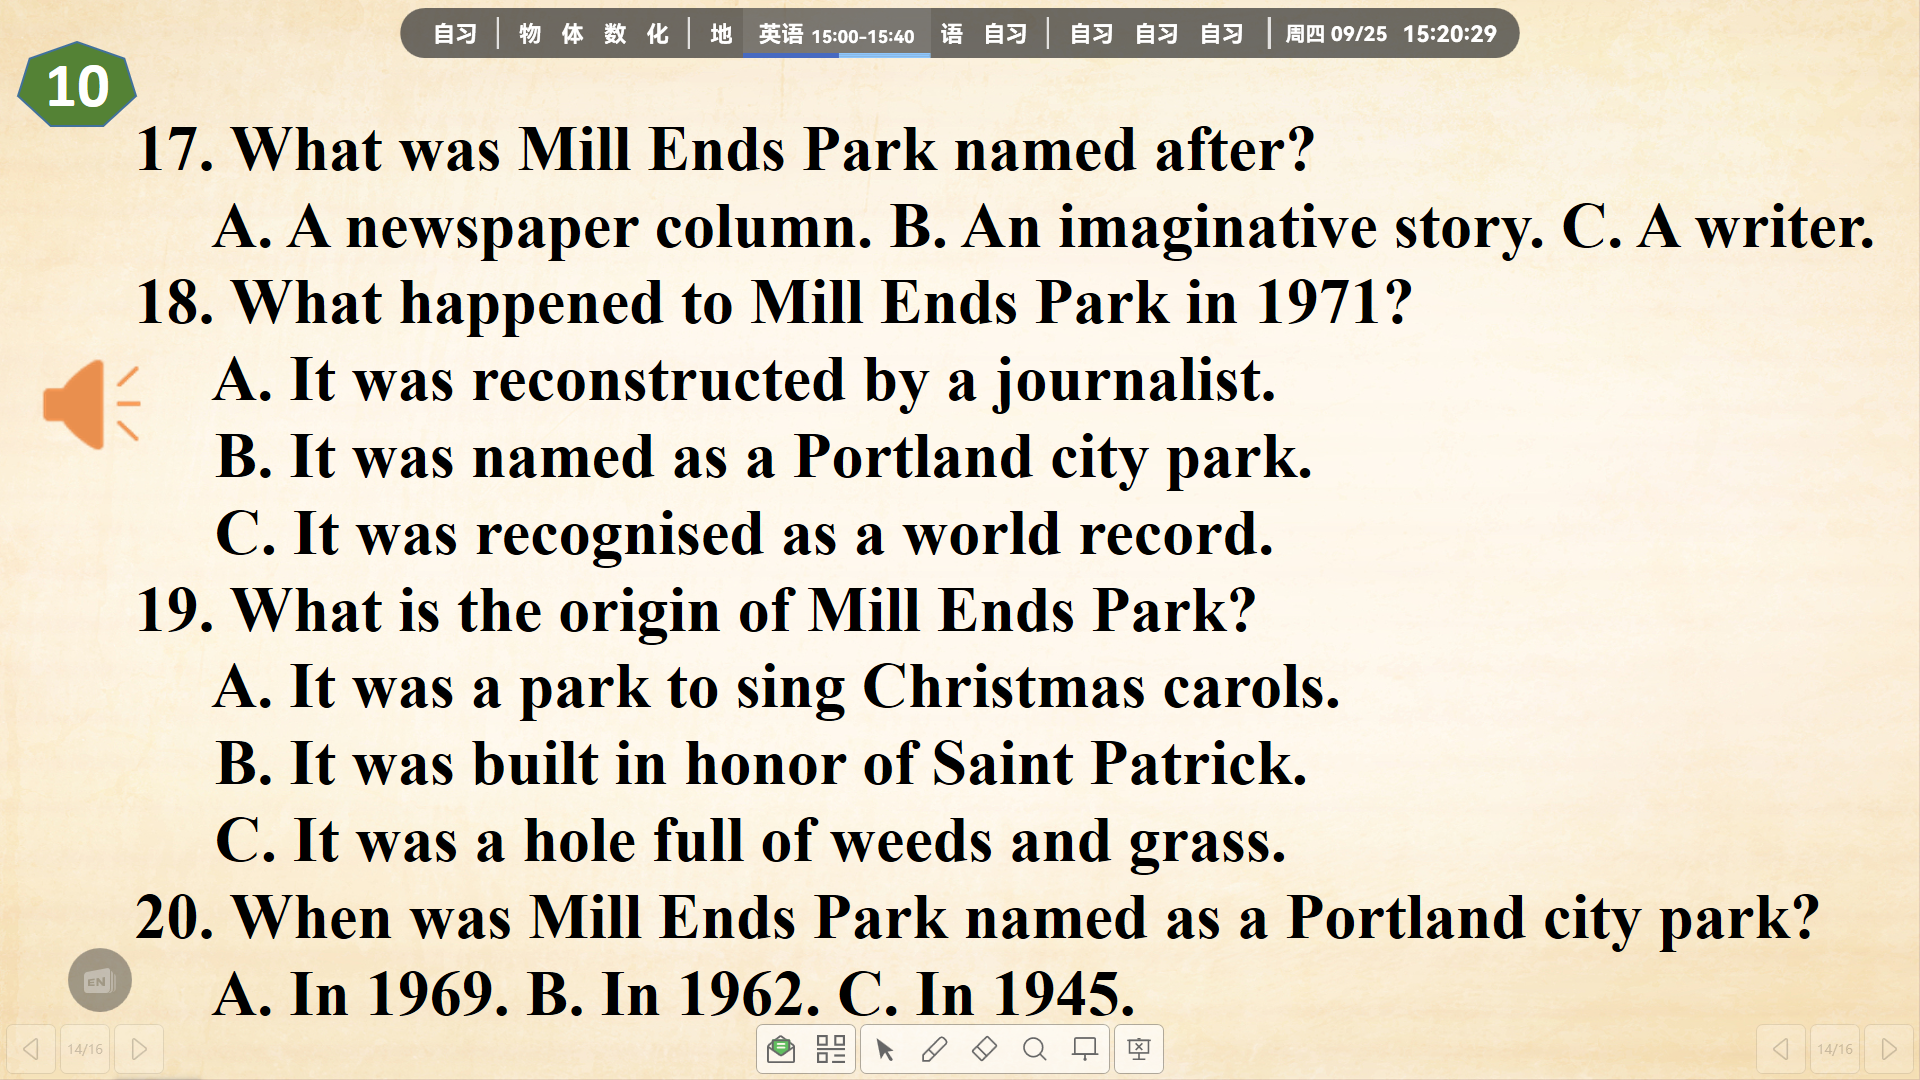 自习 | 物 体 数 化 | 地 英语 15:00-15:40 语 自习 | 自习 自习 自习 | 周四 09/25 15:20:29
10
17. What was Mill Ends Park named after?
A. A newspaper column. B. An imaginative story. C. A writer.
18. What happened to Mill Ends Park in 1971?
A. It was reconstructed by a journalist.
B. It was named as a Portland city park.
C. It was recognised as a world record.
19. What is the origin of Mill Ends Park?
A. It was a park to sing Christmas carols.
B. It was built in honor of Saint Patrick.
C. It was a hole full of weeds and grass.
20. When was Mill Ends Park named as a Portland city park?
A. In 1969. B. In 1962. C. In 1945.
EN
14/16
14/16